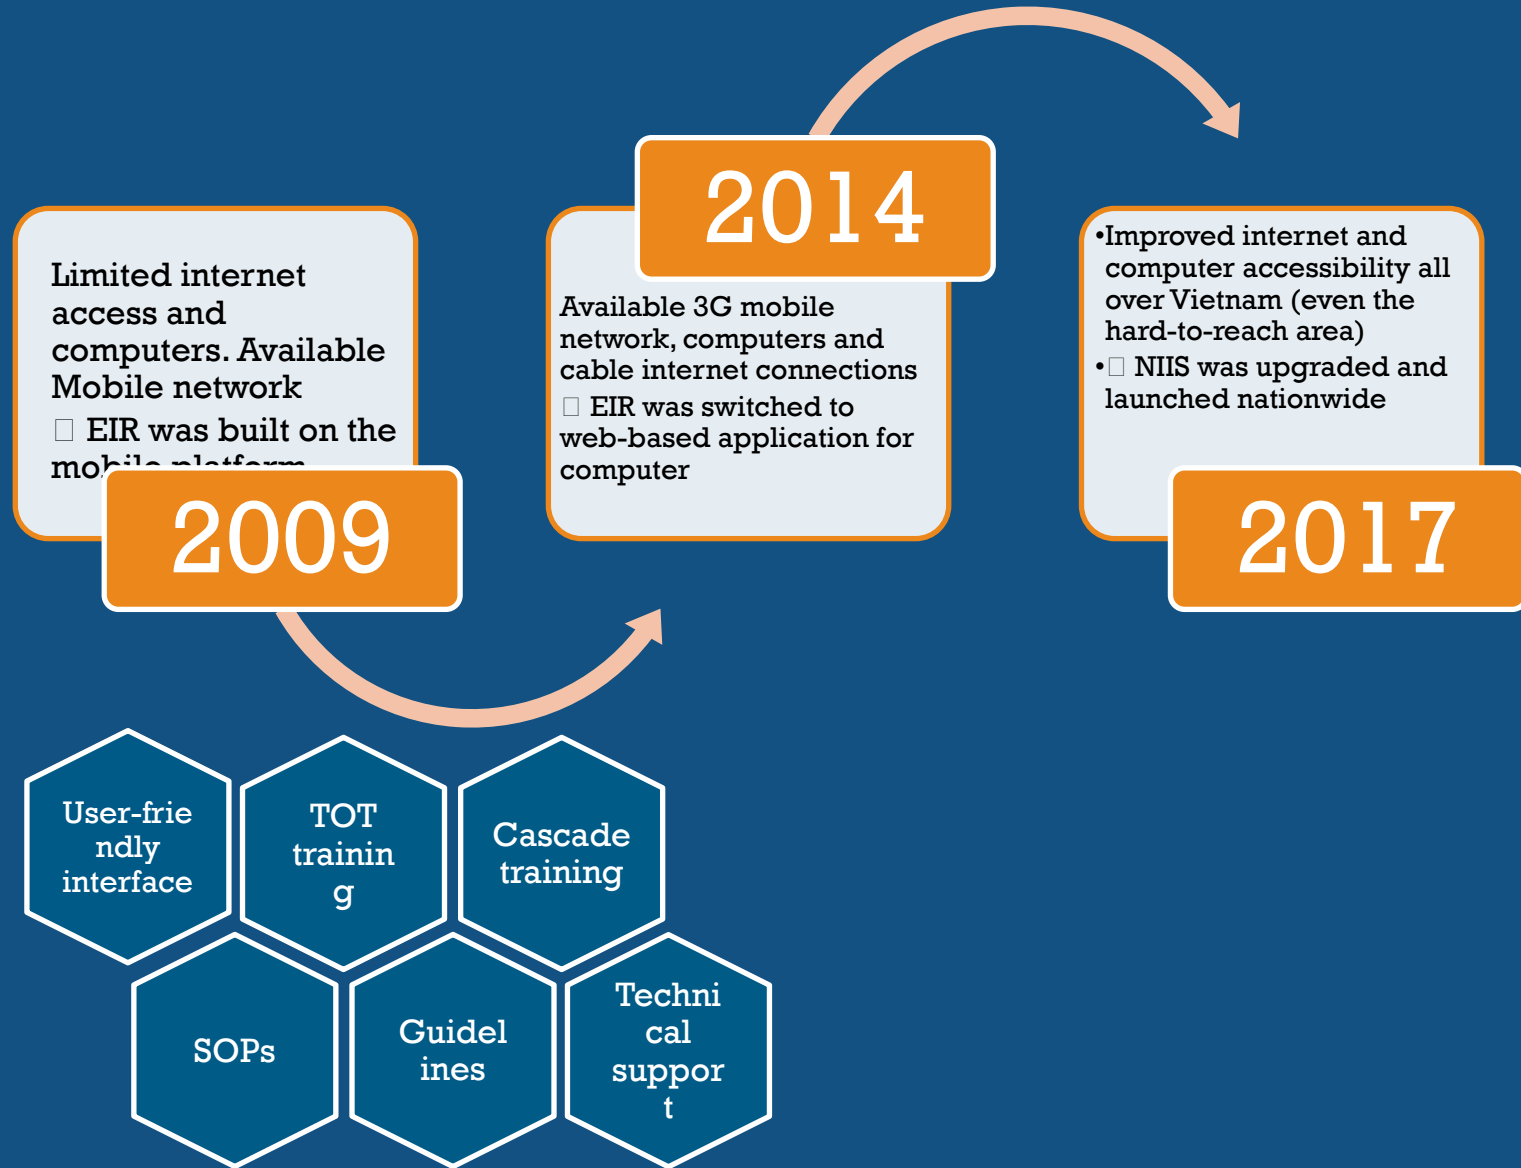 Limited internet
access and
computers. Available
Mobile network
□ EIR was built on the
mobile platform
2009
2014
Available 3G mobile
network, computers and
cable internet connections
□ EIR was switched to
web-based application for
computer
•Improved internet and
computer accessibility all
over Vietnam (even the
hard-to-reach area)
•□ NIIS was upgraded and
launched nationwide
2017
User-frie
ndly
interface
TOT
trainin
g
Cascade
training
SOPs
Guidel
ines
Techni
cal
suppor
t